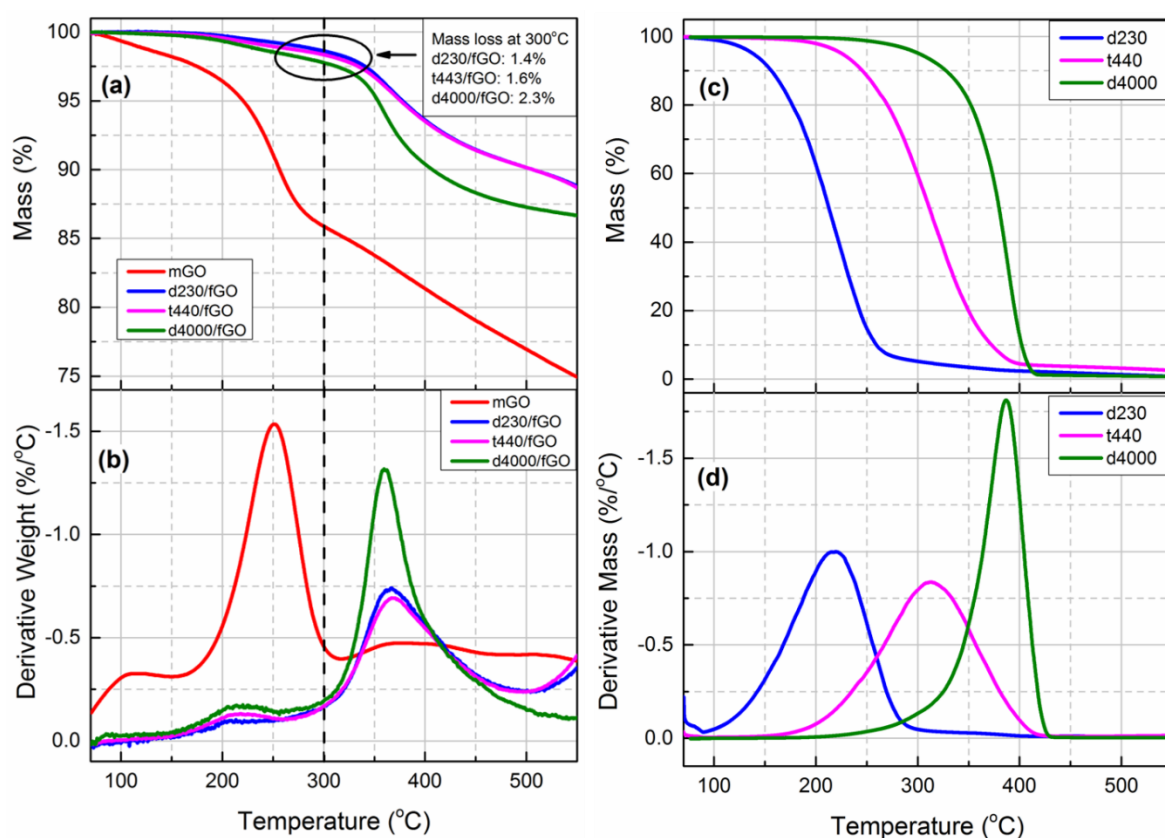 100
95
90
85
80
75
Mass (%)
(a)
Mass loss at 300°C
d230/fGO: 1.4%
t443/fGO: 1.6%
d4000/fGO: 2.3%
mGO
d230/fGO
t440/fGO
d4000/fGO
-1.5
-1.0
-0.5
0.0
Derivative Weight (%/°C)
(b)
mGO
d230/fGO
t440/fGO
d4000/fGO
100 200 300 400 500
Temperature (°C)
100
80
60
40
20
0
Mass (%)
(c)
d230
t440
d4000
-1.5
-1.0
-0.5
0.0
Derivative Mass (%/°C)
(d)
d230
t440
d4000
100 200 300 400 500
Temperature (°C)